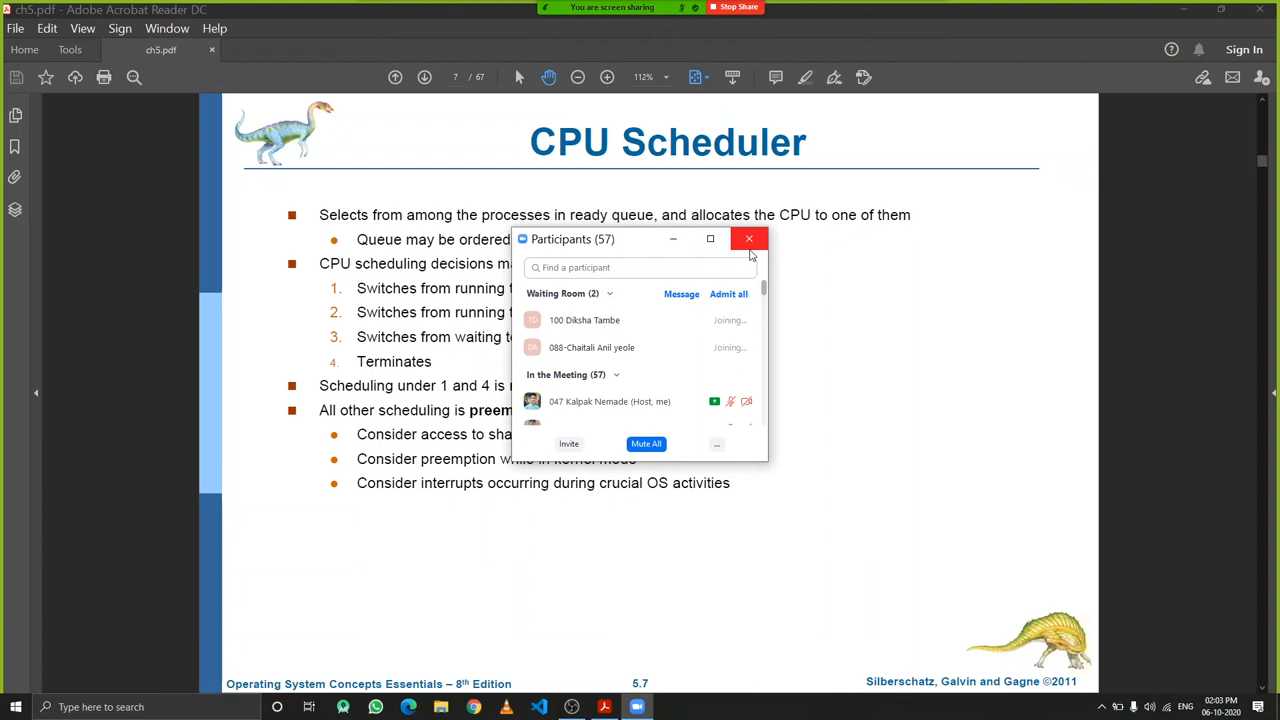 ch5.pdf - Adobe Acrobat Reader DC
You are screen sharing
Stop Share
File Edit View Sign Window Help
Home Tools ch5.pdf × Sign In
7 / 67 112%
CPU Scheduler
Selects from among the processes in ready queue, and allocates the CPU to one of them
Queue may be ordered
CPU scheduling decisions
1. Switches from running
2. Switches from running
3. Switches from waiting
4. Terminates
Scheduling under 1 and 4 is
All other scheduling is
Consider access to
Consider preemption while in kernel mode
Consider interrupts occurring during crucial OS activities
Participants (57)
Find a participant
Waiting Room (2) Message Admit all
TD 100 Diksha Tambe Joining...
088-Chaitali Anil yeole Joining...
In the Meeting (57)
047 Kalpak Nemade (Host, me)
Invite Mute All ...
Operating System Concepts Essentials – 8th Edition 5.7 Silberschatz, Galvin and Gagne ©2011
Type here to search
02:03 PM
06-10-2020